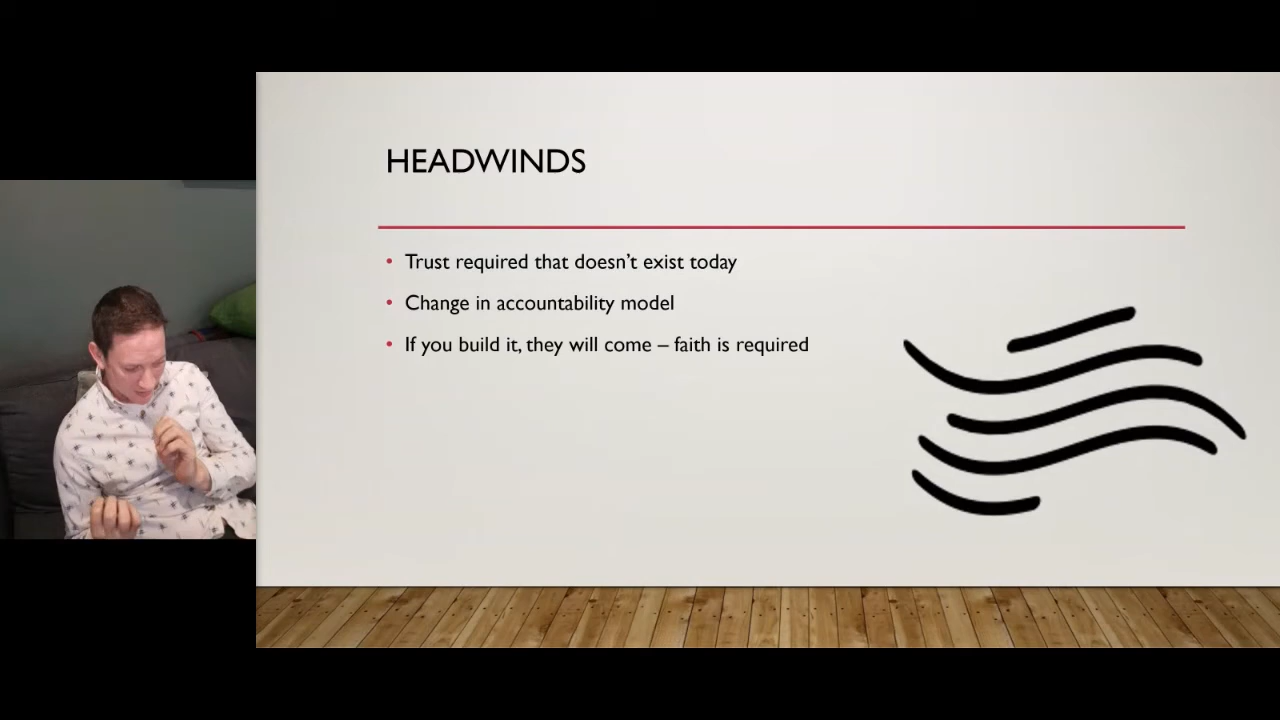 HEADWINDS
• Trust required that doesn’t exist today
• Change in accountability model
• If you build it, they will come – faith is required